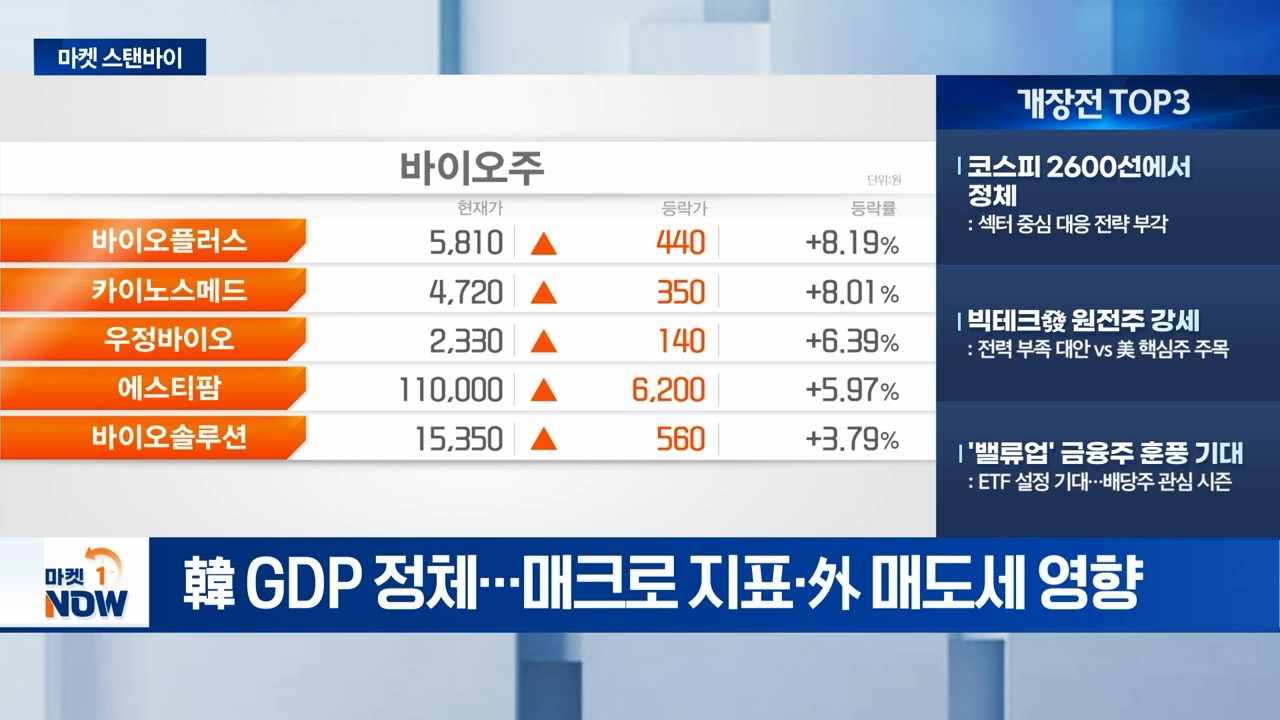 마켓 스탠바이
바이오주
단위:원
현재가 등락가 등락률
바이오플러스 5,810 ▲ 440 +8.19%
카이노스메드 4,720 ▲ 350 +8.01%
우정바이오 2,330 ▲ 140 +6.39%
에스티팜 110,000 ▲ 6,200 +5.97%
바이오솔루션 15,350 ▲ 560 +3.79%
개장전 TOP3
코스피 2600선에서
정체
: 섹터 중심 대응 전략 부각
빅테크發 원전주 강세
: 전력 부족 대안 vs 美 핵심주 주목
'밸류업' 금융주 훈풍 기대
: ETF 설정 기대…배당주 관심 시즌
마켓 1
NOW
韓 GDP 정체…매크로 지표·外 매도세 영향